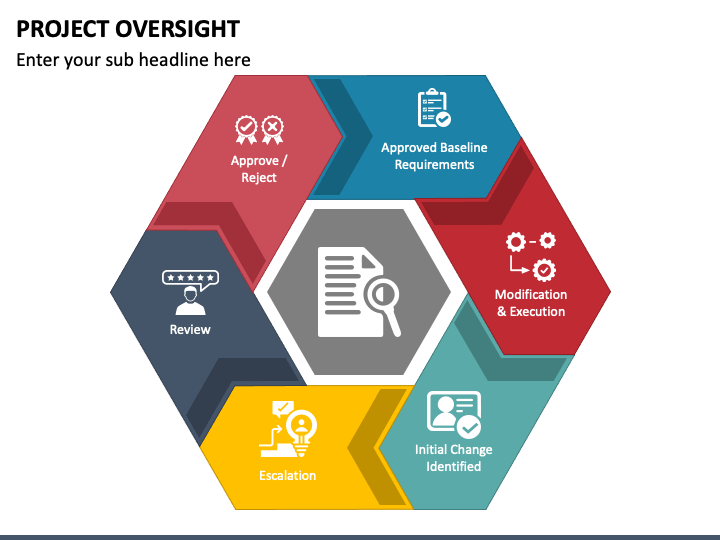 PROJECT OVERSIGHT
Enter your sub headline here
Approve /
Reject
Approved Baseline
Requirements
Modification
& Execution
Initial Change
Identified
Escalation
Review